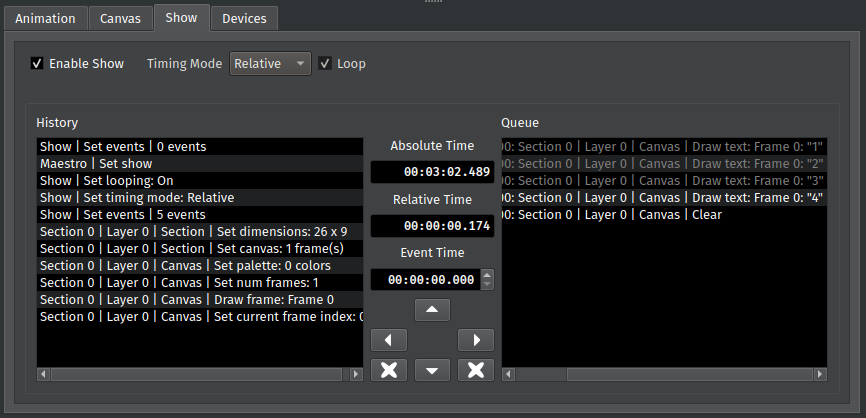 Animation Canvas Show Devices
Enable Show Timing Mode Relative Loop
History
Show | Set events | 0 events
Maestro | Set show
Show | Set looping: On
Show | Set timing mode: Relative
Show | Set events | 5 events
Section 0 | Layer 0 | Section | Set dimensions: 26 x 9
Section 0 | Layer 0 | Section | Set canvas: 1 frame(s)
Section 0 | Layer 0 | Canvas | Set palette: 0 colors
Section 0 | Layer 0 | Canvas | Set num frames: 1
Section 0 | Layer 0 | Canvas | Draw frame: Frame 0
Section 0 | Layer 0 | Canvas | Set current frame index: 0
Absolute Time
00:03:02.489
Relative Time
00:00:00.174
Event Time
00:00:00.000
Queue
00: Section 0 | Layer 0 | Canvas | Draw text: Frame 0: "1"
00: Section 0 | Layer 0 | Canvas | Draw text: Frame 0: "2"
00: Section 0 | Layer 0 | Canvas | Draw text: Frame 0: "3"
00: Section 0 | Layer 0 | Canvas | Draw text: Frame 0: "4"
00: Section 0 | Layer 0 | Canvas | Clear